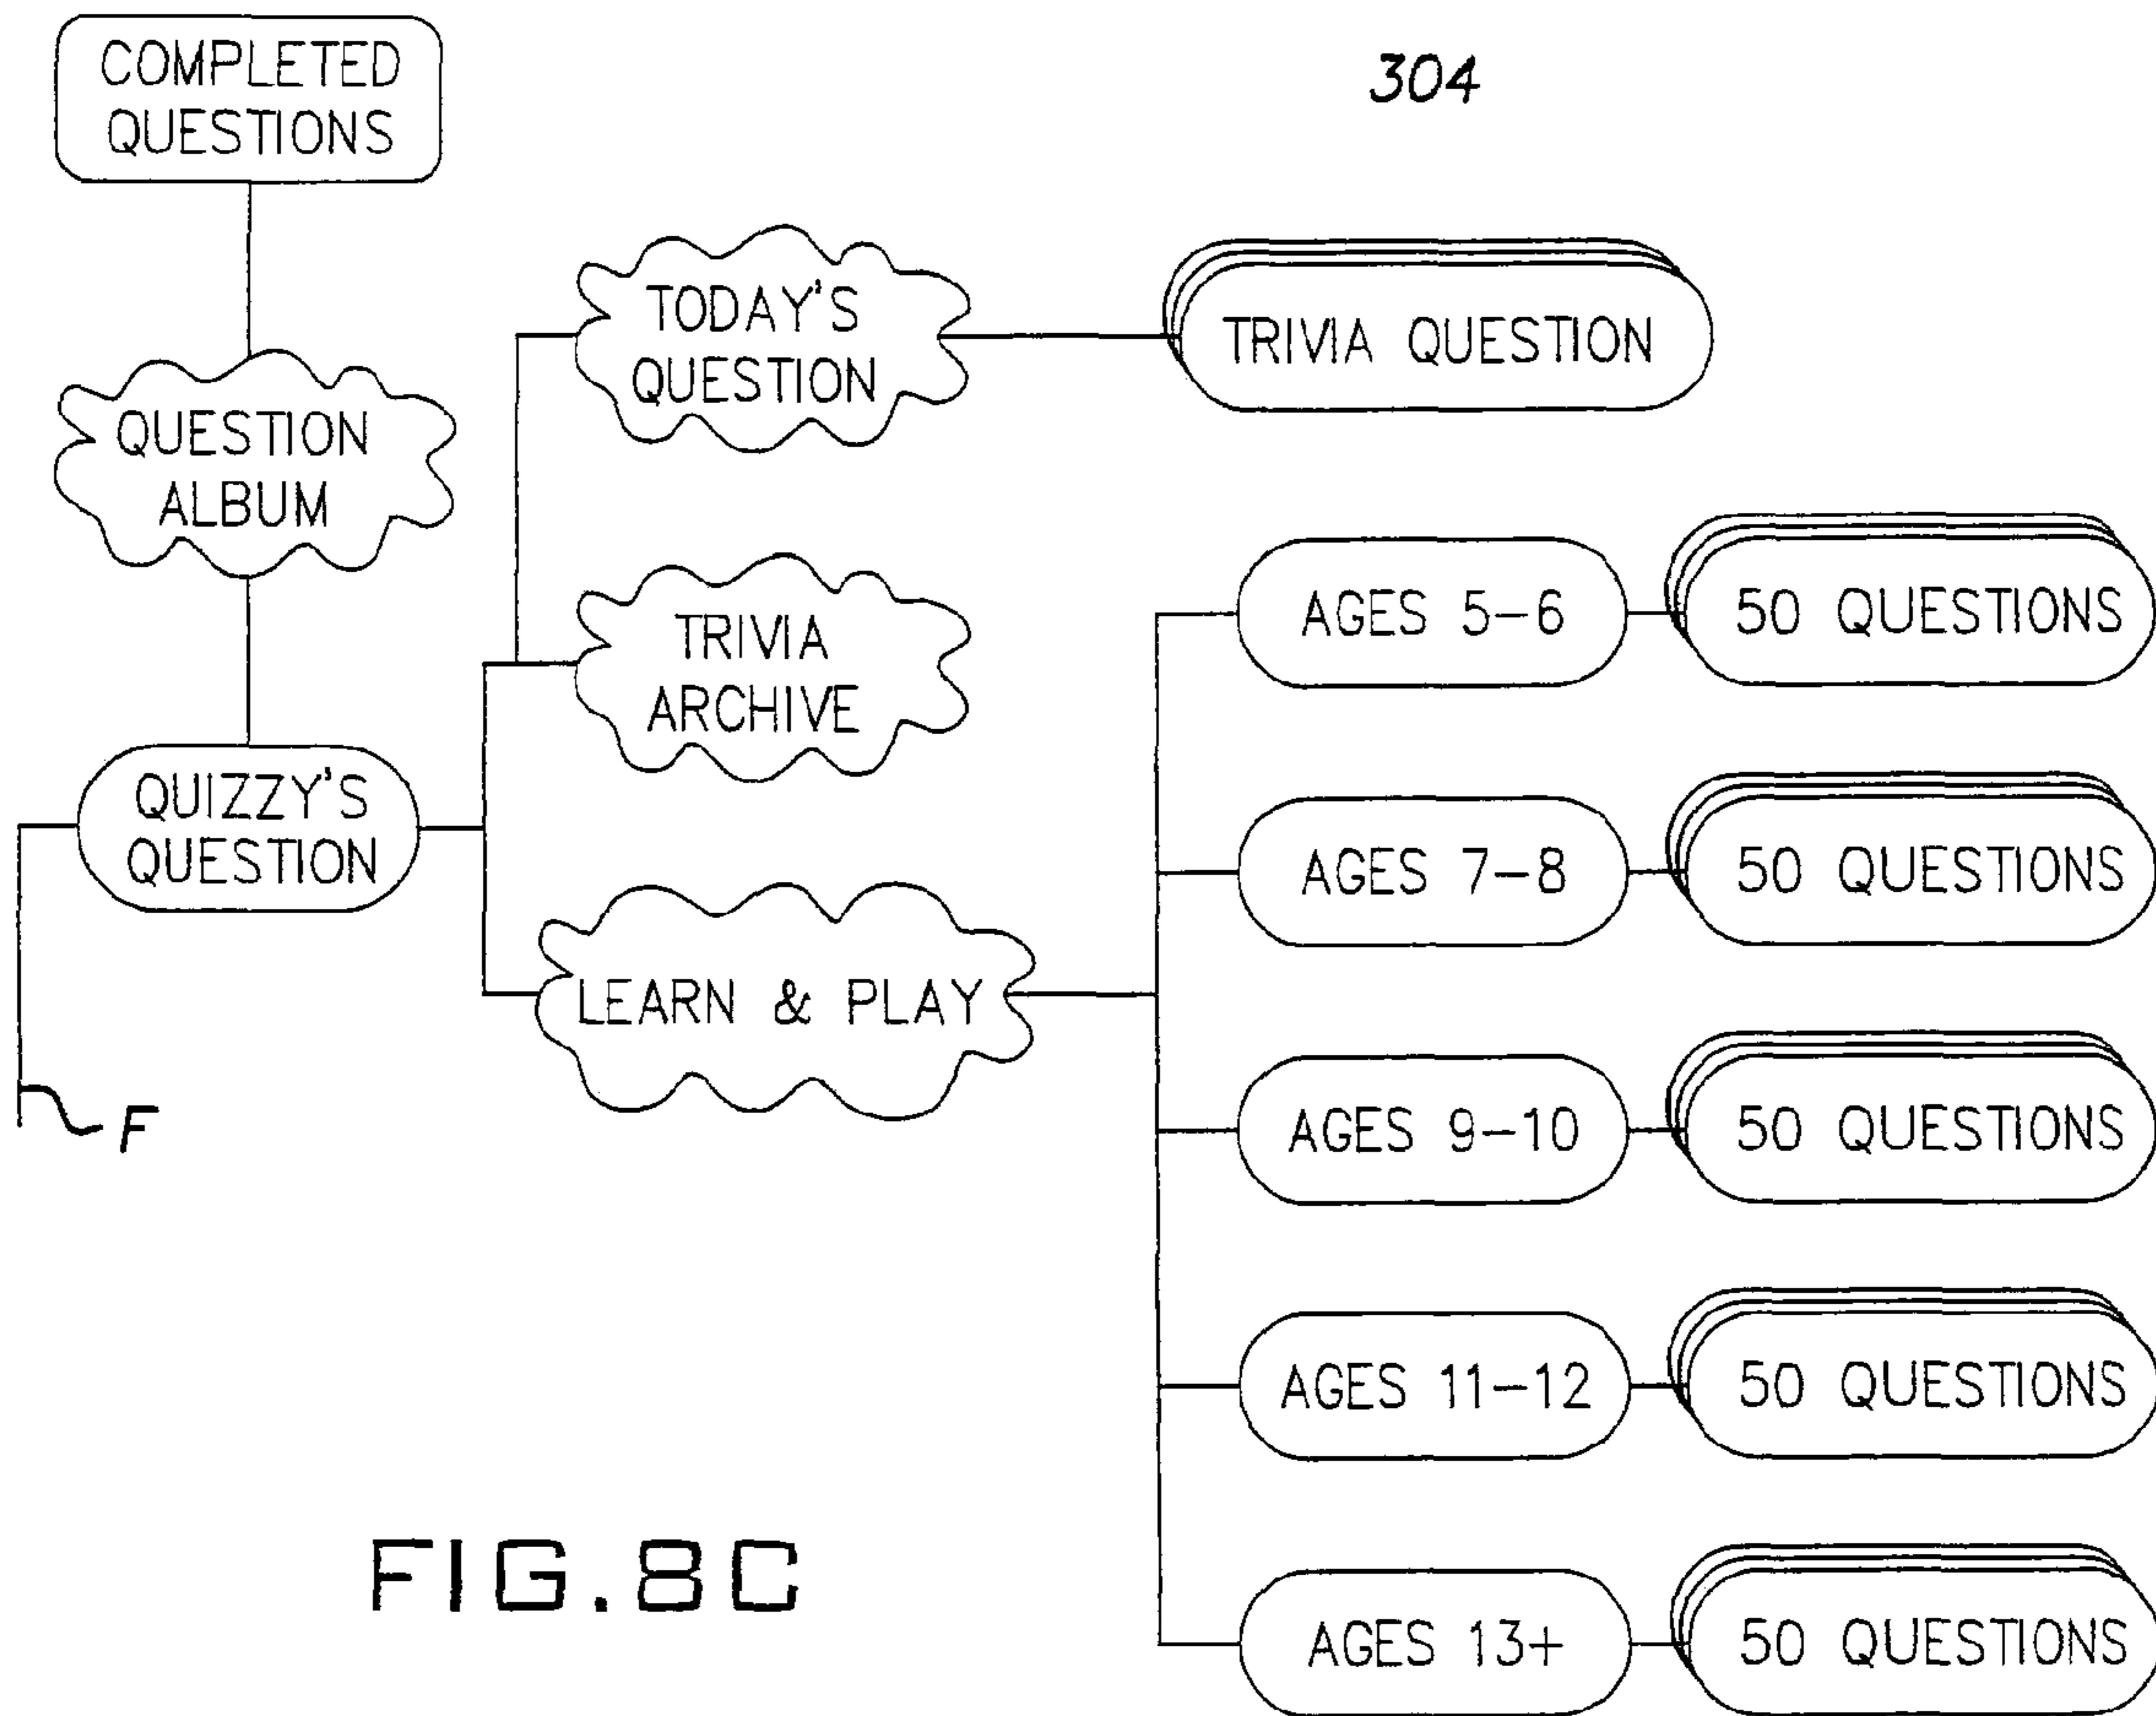 COMPLETED
QUESTIONS
304
TODAY'S
QUESTION
TRIVIA QUESTION
QUESTION
ALBUM
AGES 5-6
50 QUESTIONS
TRIVIA
ARCHIVE
QUIZZY'S
QUESTION
AGES 7-8
50 QUESTIONS
LEARN & PLAY
F
AGES 9-10
50 QUESTIONS
AGES 11-12
50 QUESTIONS
FIG.8C
AGES 13+
50 QUESTIONS